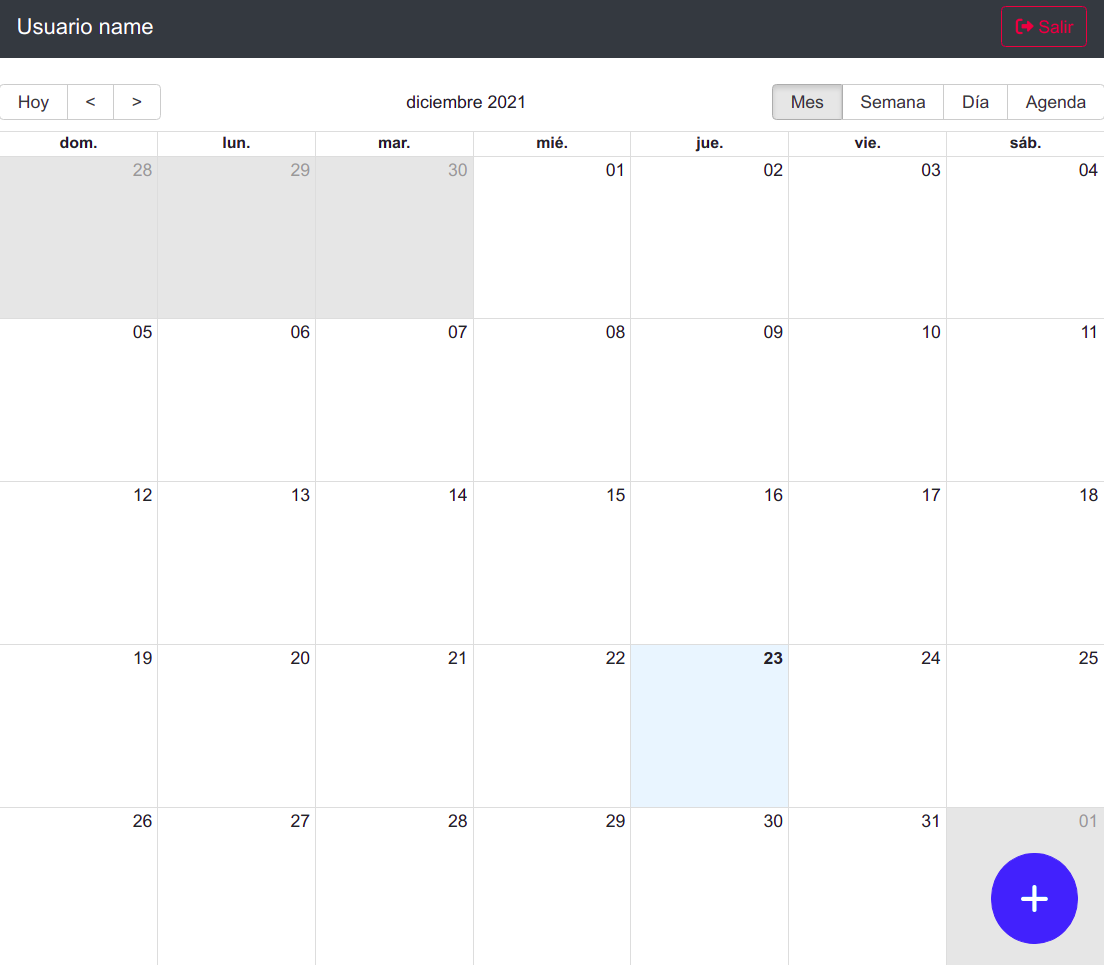 Usuario name Salir
Hoy < > diciembre 2021 Mes Semana Día Agenda
dom. lun. mar. mié. jue. vie. sáb.
28 29 30 01 02 03 04
05 06 07 08 09 10 11
12 13 14 15 16 17 18
19 20 21 22 23 24 25
26 27 28 29 30 31 01
+